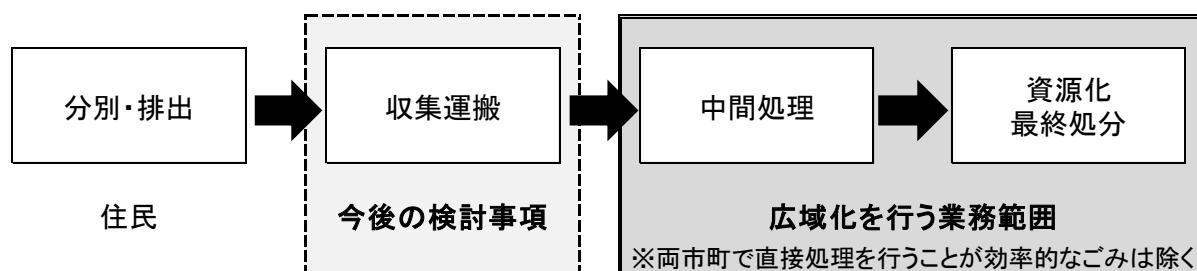 分別・排出
収集運搬
中間処理
資源化
最終処分
住民
今後の検討事項
広域化を行う業務範囲
※両市町で直接処理を行うことが効率的なごみは除く